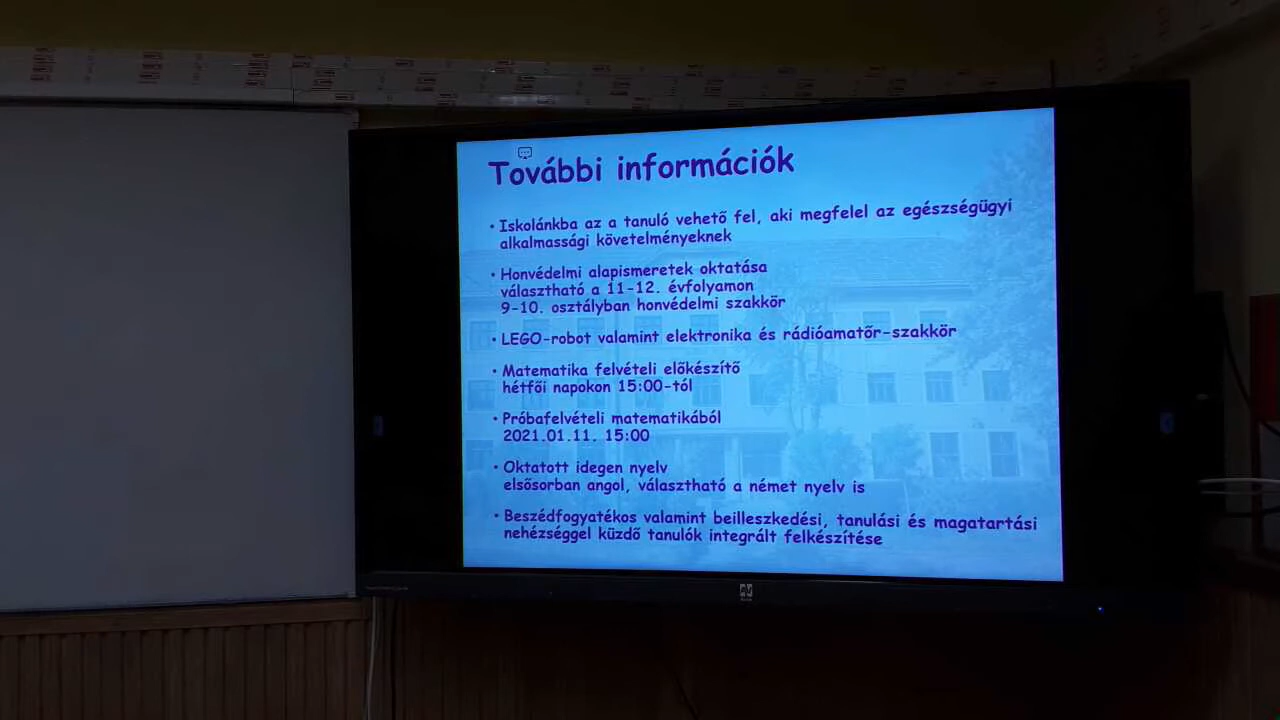 További információk
• Iskolánkba az a tanuló vehető fel, aki megfelel az egészségügyi
alkalmassági követelményeknek
• Honvédelmi alapismeretek oktatása
választható a 11-12. évfolyamon
9-10. osztályban honvédelmi szakkör
• LEGO-robot valamint elektronika és rádióamatőr-szakkör
• Matematika felvételi előkészítő
hétfői napokon 15:00-tól
• Próbafelvételi matematikából
2021.01.11. 15:00
• Oktatott idegen nyelv
elsősorban angol, választható a német nyelv is
• Beszédfogyatékos valamint beilleszkedési, tanulási és magatartási
nehézséggel küzdő tanulók integrált felkészítése